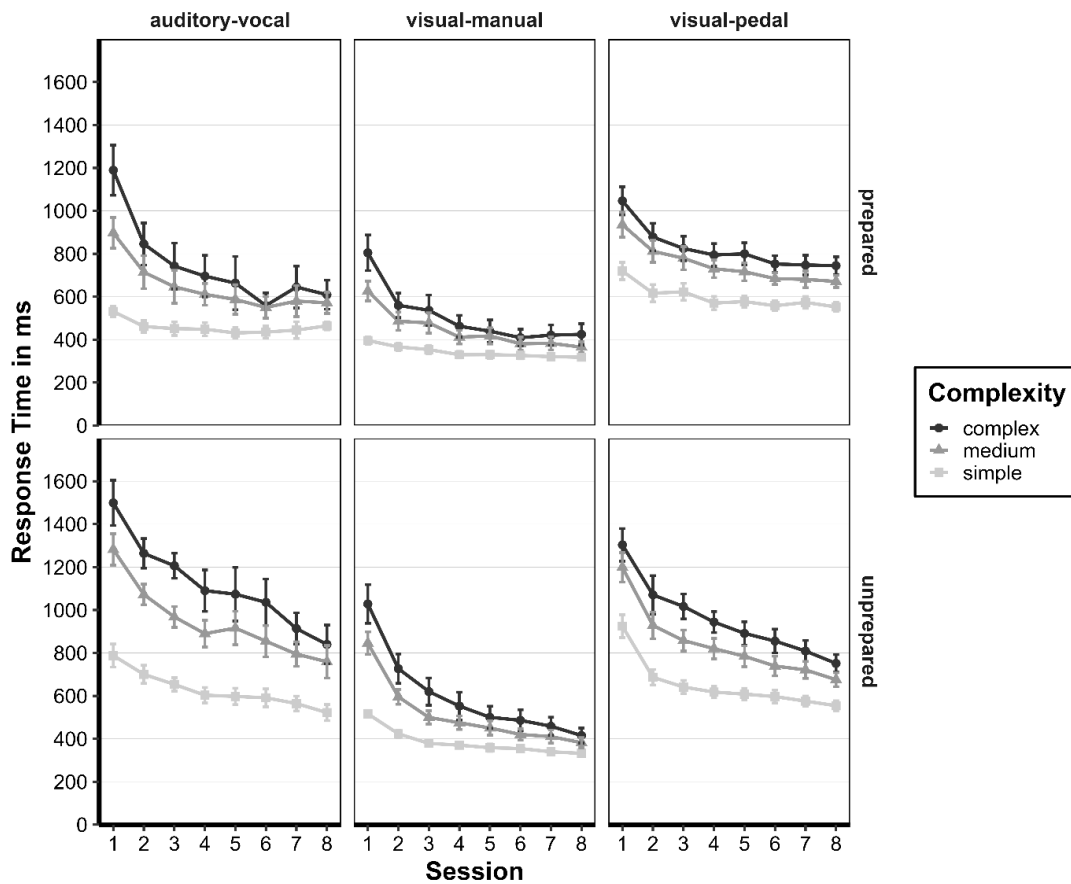 auditory-vocal
visual-manual
visual-pedal
Response Time in ms
1600
1400
1200
1000
800
600
400
200
0
prepared
1600
1400
1200
1000
800
600
400
200
0
unprepared
1 2 3 4 5 6 7 8
1 2 3 4 5 6 7 8
1 2 3 4 5 6 7 8
Session
Complexity
complex
medium
simple